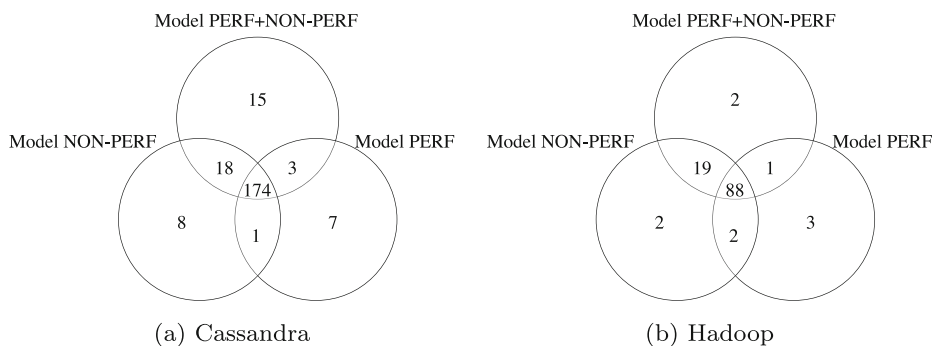 Model PERF+NON-PERF
15
Model NON-PERF
Model PERF
18
3
174
8
7
1
(a) Cassandra
Model PERF+NON-PERF
2
Model NON-PERF
Model PERF
19
1
88
2
3
2
(b) Hadoop